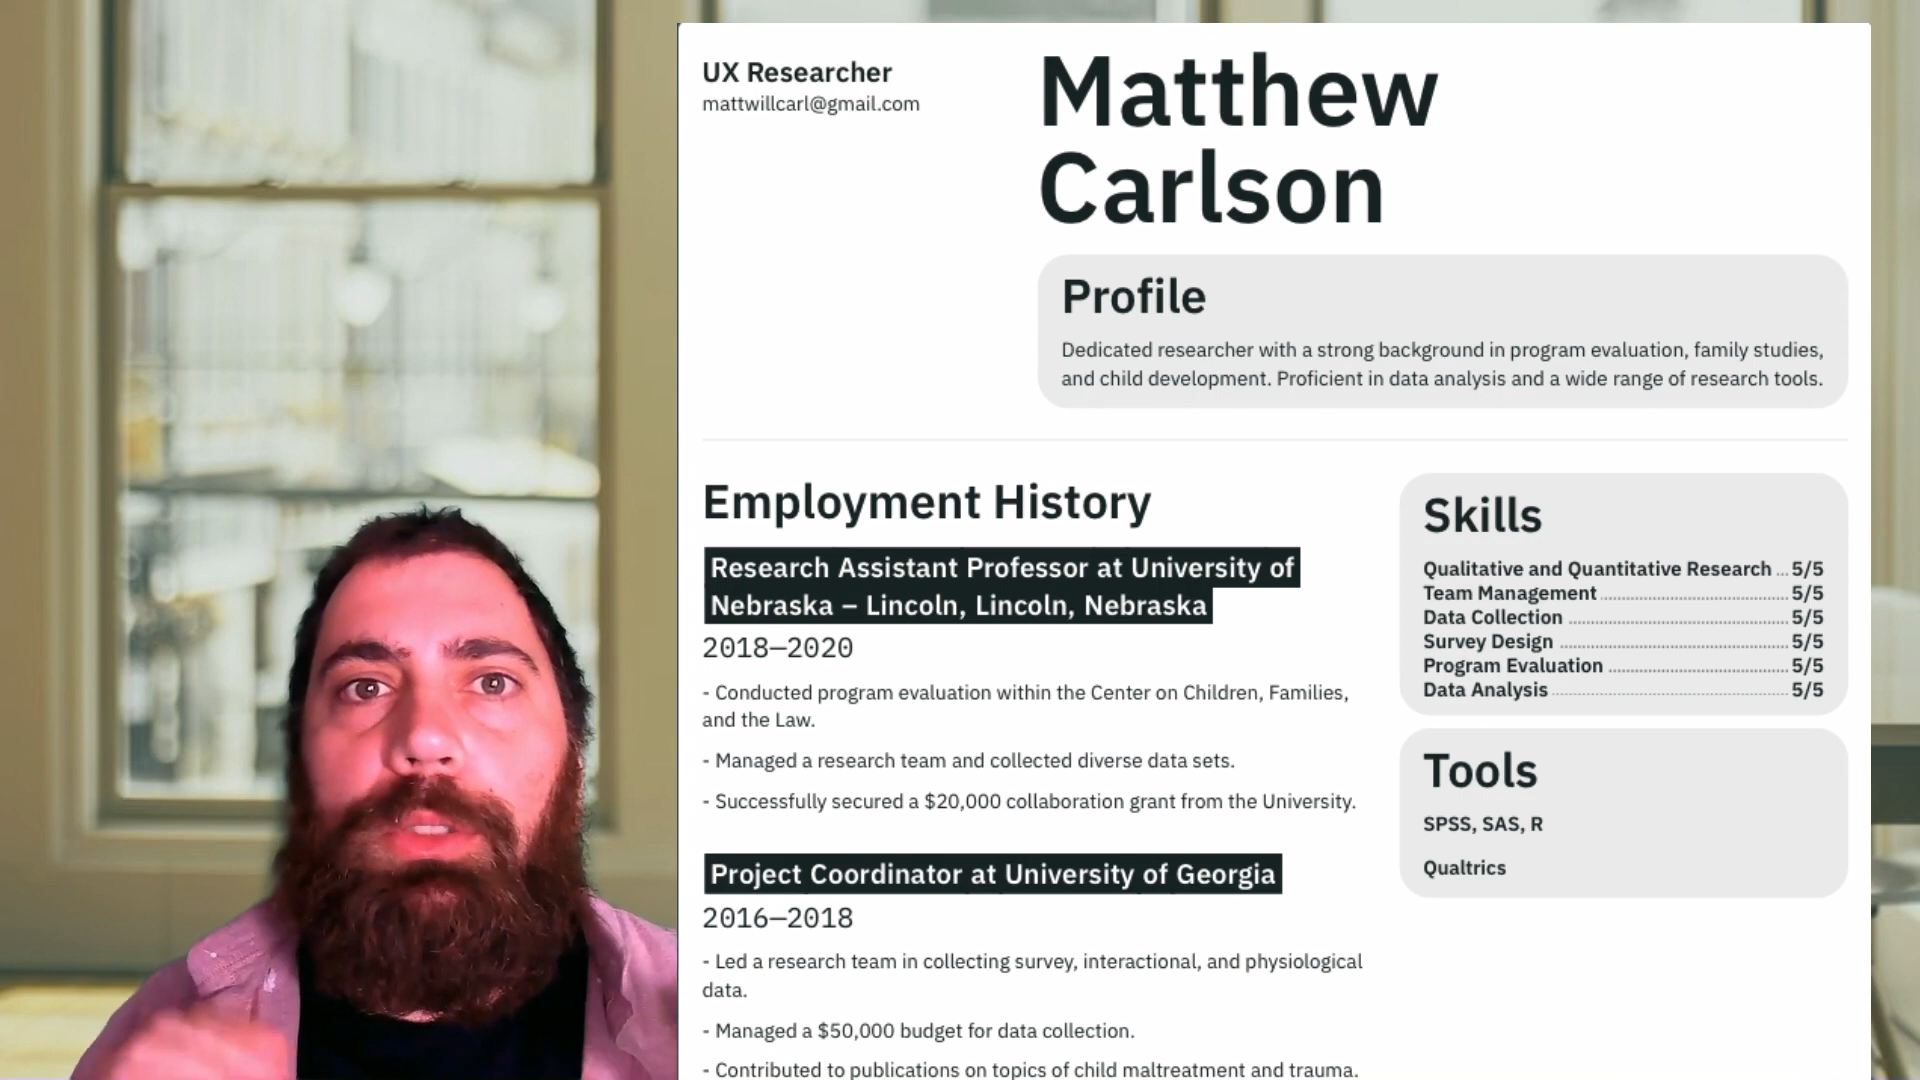 UX Researcher
mattwillcarl@gmail.com
Matthew
Carlson
Profile
Dedicated researcher with a strong background in program evaluation, family studies,
and child development. Proficient in data analysis and a wide range of research tools.
Employment History
Research Assistant Professor at University of
Nebraska – Lincoln, Lincoln, Nebraska
2018—2020
- Conducted program evaluation within the Center on Children, Families,
and the Law.
- Managed a research team and collected diverse data sets.
- Successfully secured a $20,000 collaboration grant from the University.
Project Coordinator at University of Georgia
2016—2018
- Led a research team in collecting survey, interactional, and physiological
data.
- Managed a $50,000 budget for data collection.
- Contributed to publications on topics of child maltreatment and trauma.
Skills
Qualitative and Quantitative Research 5/5
Team Management 5/5
Data Collection 5/5
Survey Design 5/5
Program Evaluation 5/5
Data Analysis 5/5
Tools
SPSS, SAS, R
Qualtrics